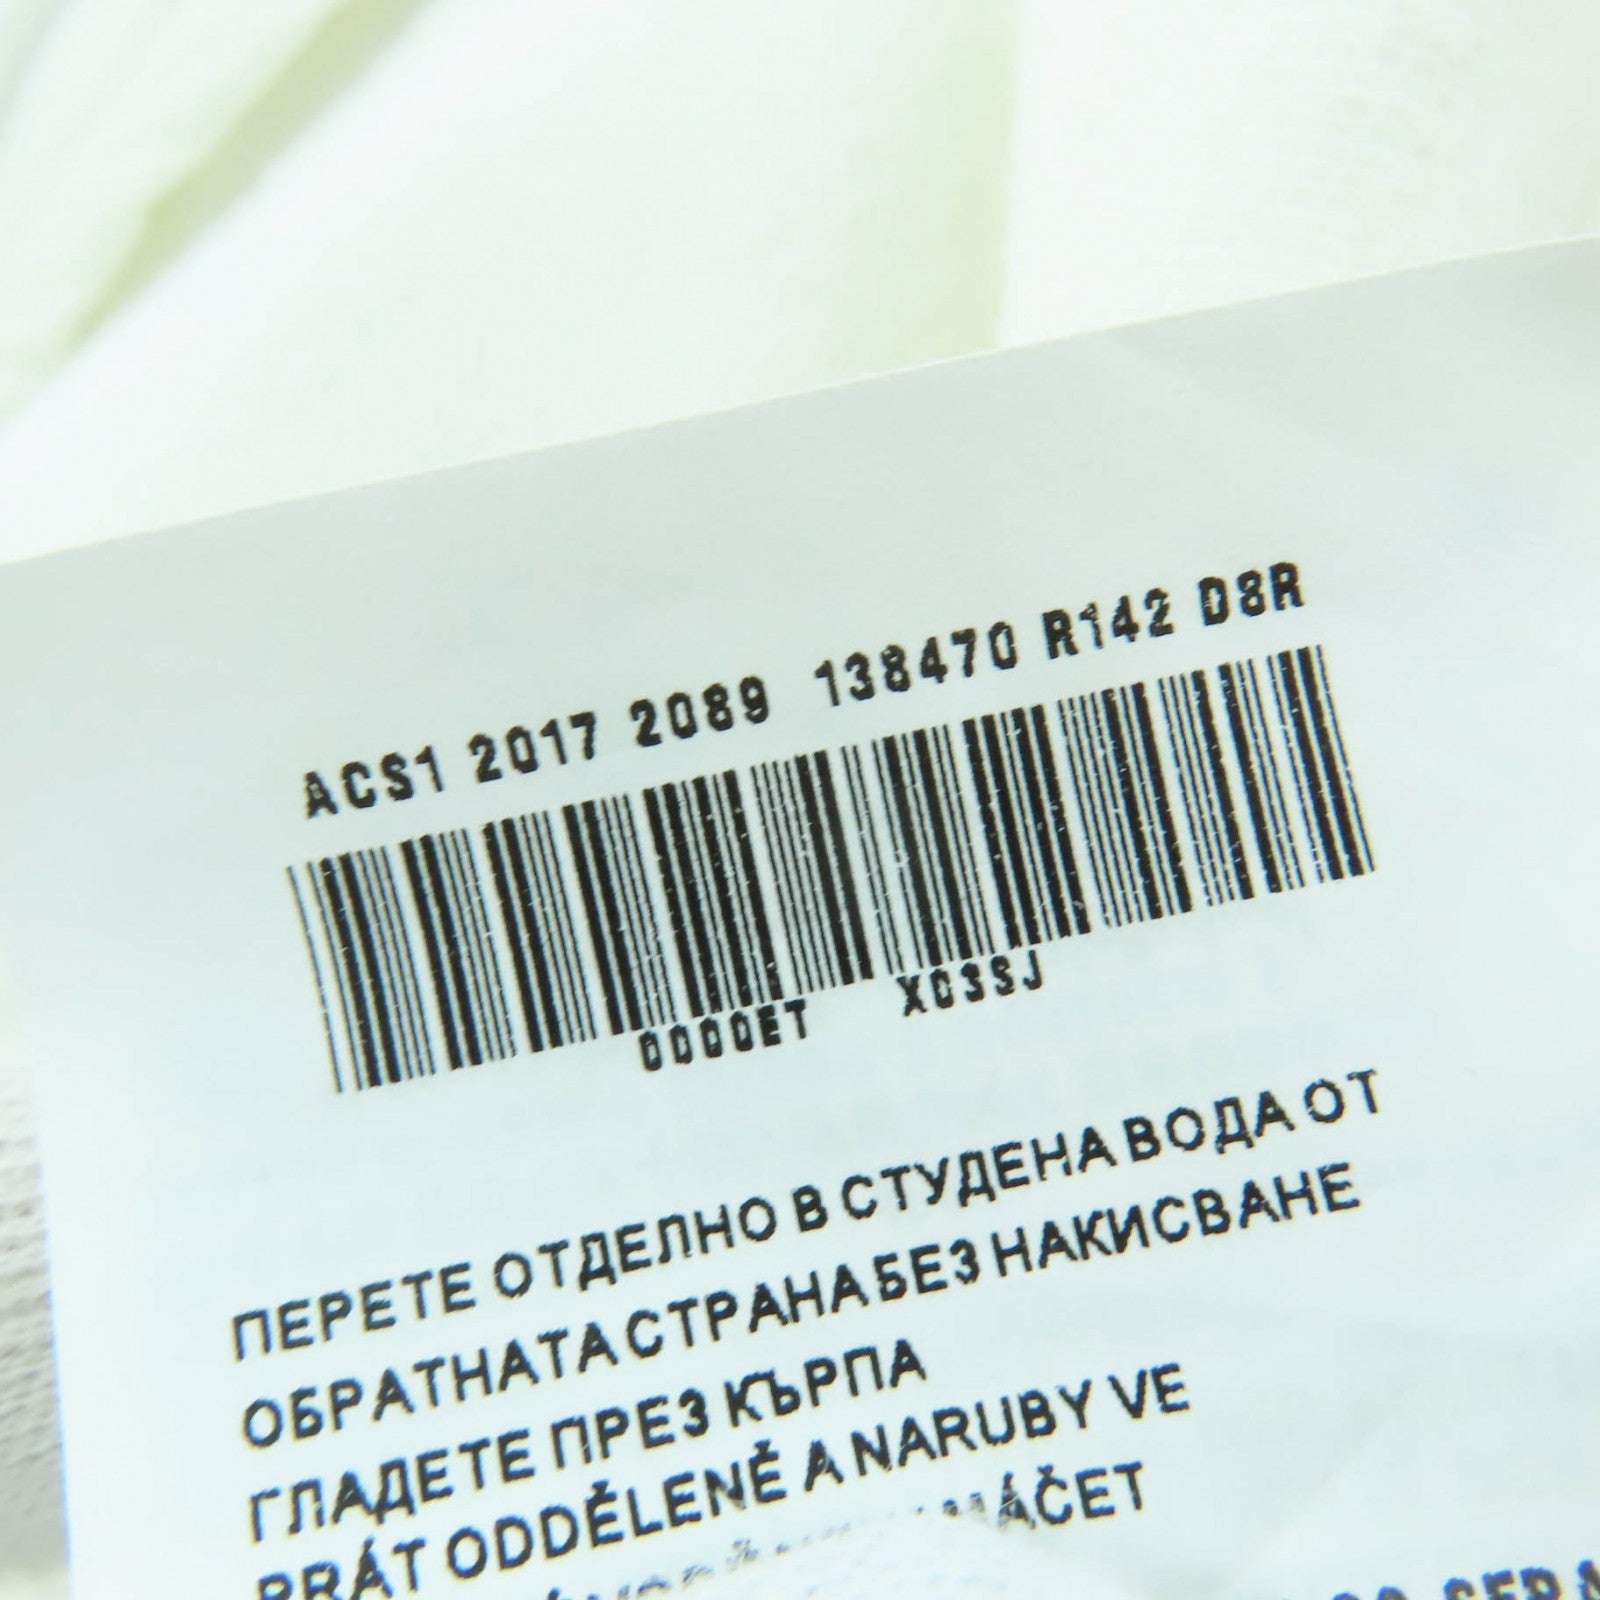 ACS1 2017 2089 138470 R142 D8R
0000ET XC3SJ
ПЕРЕТЕ ОТДЕЛНО В СТУДЕНА ВОДА ОТ
ОБРАТНАТА СТРАНА БЕЗ НАКИСВАНЕ
ГЛАДЕТЕ ПРЕЗ КЪРПА
PRÁT ODDĚLENĚ A NARUBY VE